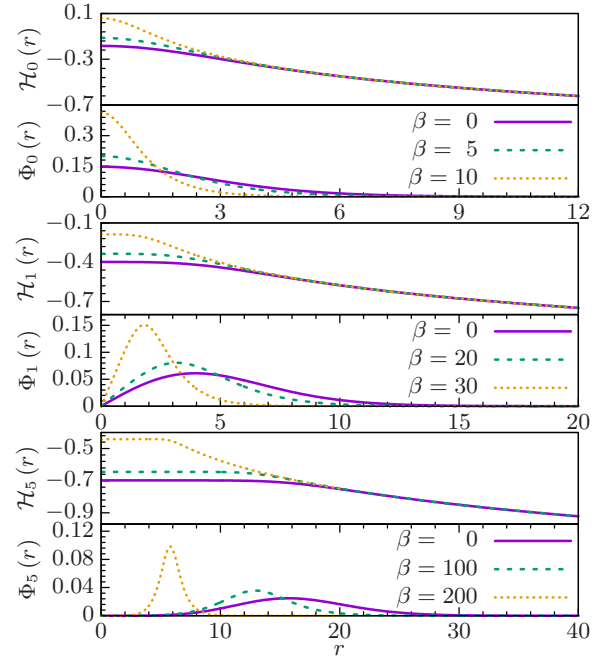 0.1
−0.3
−0.7
H₀ (r)
0.45
0.3
0.15
0
Φ₀ (r)
β = 0
β = 5
β = 10
0 3 6 9 12
−0.1
−0.4
−0.7
H₁ (r)
0.15
0.10
0.05
0
Φ₁ (r)
β = 0
β = 20
β = 30
0 5 10 15 20
−0.5
−0.7
−0.9
H₅ (r)
0.12
0.08
0.04
0
Φ₅ (r)
β = 0
β = 100
β = 200
0 10 20 30 40
r